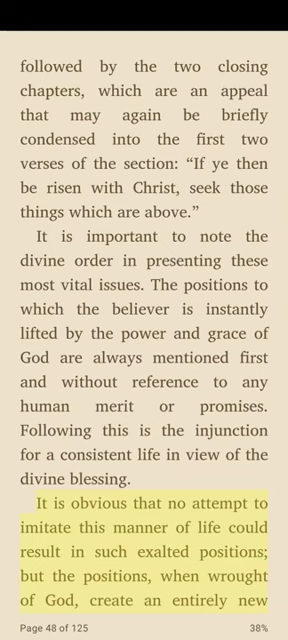 followed by the two closing
chapters, which are an appeal
that may again be briefly
condensed into the first two
verses of the section: “If ye then
be risen with Christ, seek those
things which are above.”
It is important to note the
divine order in presenting these
most vital issues. The positions to
which the believer is instantly
lifted by the power and grace of
God are always mentioned first
and without reference to any
human merit or promises.
Following this is the injunction
for a consistent life in view of the
divine blessing.
It is obvious that no attempt to
imitate this manner of life could
result in such exalted positions;
but the positions, when wrought
of God, create an entirely new
Page 48 of 125 38%